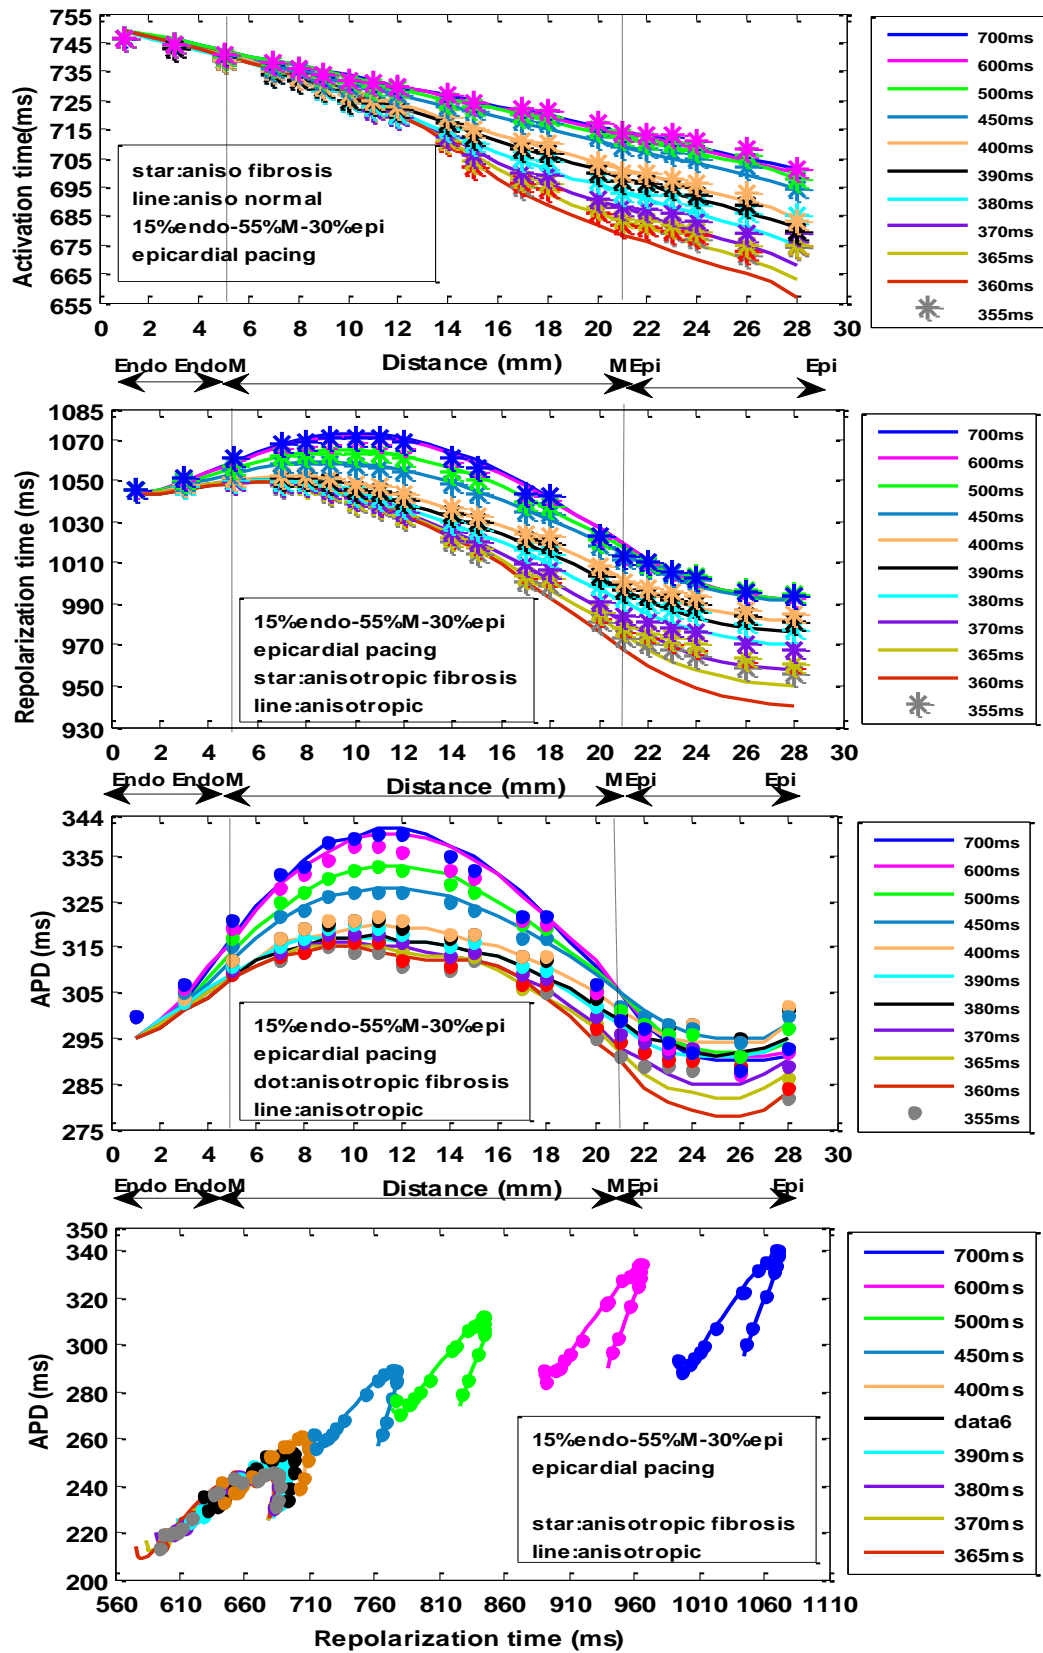 755
745
735
725
715
705
695
685
675
665
655
Activation time(ms)
star:aniso fibrosis
line:aniso normal
15%endo-55%M-30%epi
epicardial pacing
0 2 4 6 8 10 12 14 16 18 20 22 24 26 28 30
Distance (mm)
700ms
600ms
500ms
450ms
400ms
390ms
380ms
370ms
365ms
360ms
355ms
Endo EndoM MEpi Epi
1085
1070
1050
1030
1010
990
970
950
930
Repolarization time (ms)
15%endo-55%M-30%epi
epicardial pacing
star:anisotropic fibrosis
line:anisotropic
0 2 4 6 8 10 12 14 16 18 20 22 24 26 28 30
Distance (mm)
700ms
600ms
500ms
450ms
400ms
390ms
380ms
370ms
365ms
360ms
355ms
Endo EndoM MEpi Epi
344
335
325
315
305
295
285
275
APD (ms)
15%endo-55%M-30%epi
epicardial pacing
dot:anisotropic fibrosis
line:anisotropic
0 2 4 6 8 10 12 14 16 18 20 22 24 26 28 30
Distance (mm)
700ms
600ms
500ms
450ms
400ms
390ms
380ms
370ms
365ms
360ms
355ms
Endo EndoM MEpi Epi
350
340
320
300
280
260
240
220
200
APD (ms)
15%endo-55%M-30%epi
epicardial pacing
star:anisotropic fibrosis
line:anisotropic
560 610 660 710 760 810 860 910 960 1010 1060 1110
Repolarization time (ms)
700ms
600ms
500ms
450ms
400ms
data6
390ms
380ms
370ms
365ms